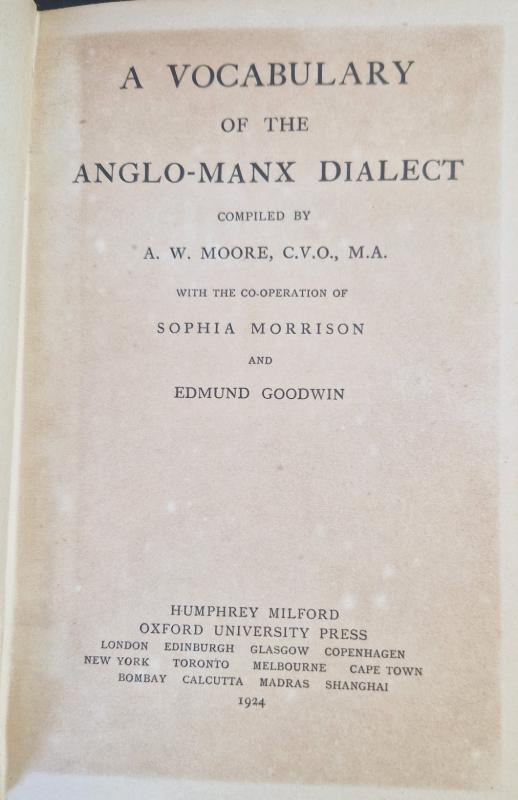 A VOCABULARY
OF THE
ANGLO-MANX DIALECT
COMPILED BY
A. W. MOORE, C.V.O., M.A.
WITH THE CO-OPERATION OF
SOPHIA MORRISON
AND
EDMUND GOODWIN
HUMPHREY MILFORD
OXFORD UNIVERSITY PRESS
LONDON EDINBURGH GLASGOW COPENHAGEN
NEW YORK TORONTO MELBOURNE CAPE TOWN
BOMBAY CALCUTTA MADRAS SHANGHAI
1924